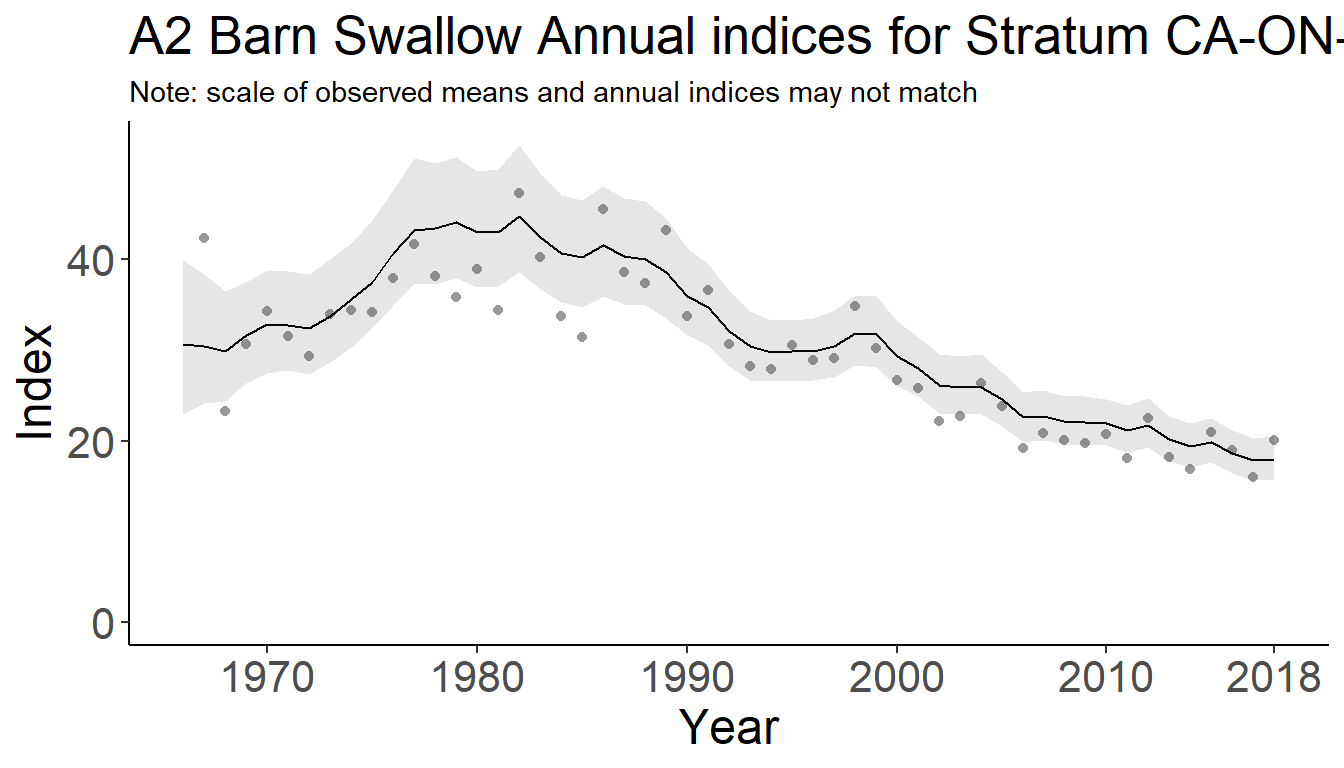 A2 Barn Swallow Annual indices for Stratum CA-ON-
Note: scale of observed means and annual indices may not match
Index
40
20
0
1970 1980 1990 2000 2010 2018
Year